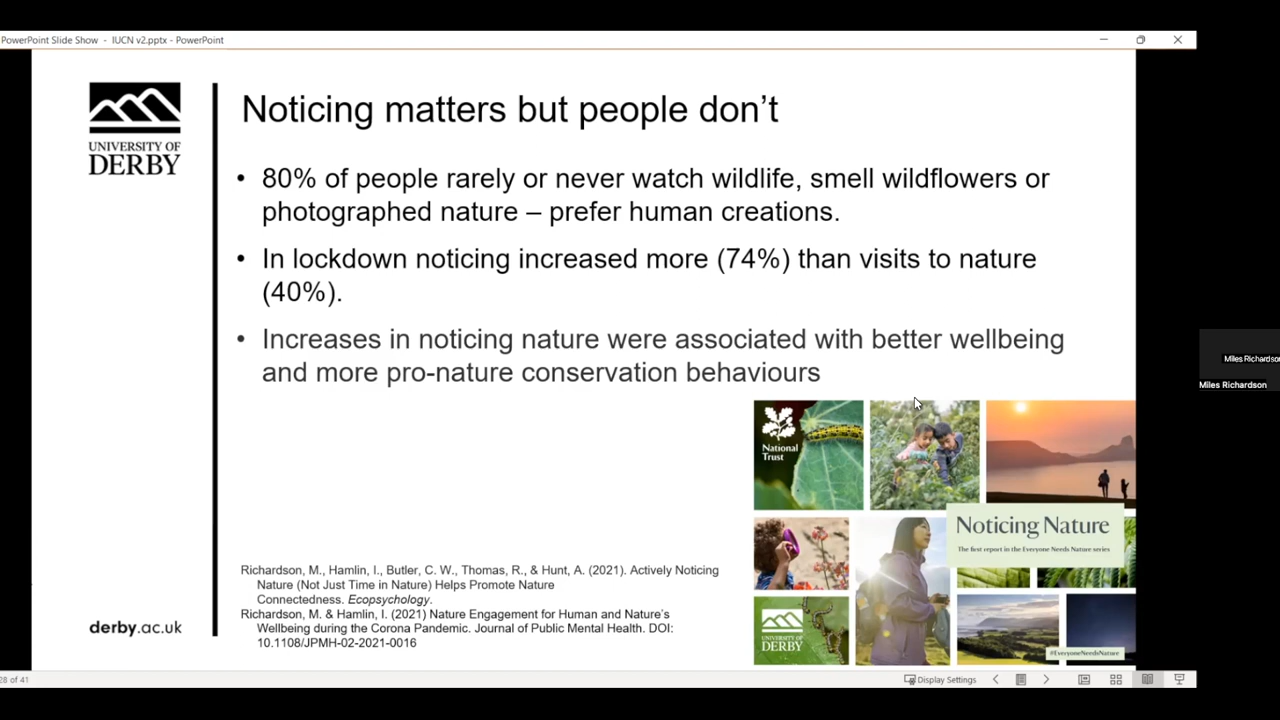 PowerPoint Slide Show - IUCN v2.pptx - PowerPoint
UNIVERSITY OF
DERBY
Noticing matters but people don't
• 80% of people rarely or never watch wildlife, smell wildflowers or
photographed nature – prefer human creations.
• In lockdown noticing increased more (74%) than visits to nature
(40%).
• Increases in noticing nature were associated with better wellbeing
and more pro-nature conservation behaviours
Miles Richardson
Miles Richardson
National
Trust
Noticing Nature
The first report in the Everyone Needs Nature series
UNIVERSITY OF
DERBY
#EveryoneNeedsNature
Richardson, M., Hamlin, I., Butler, C. W., Thomas, R., & Hunt, A. (2021). Actively Noticing
Nature (Not Just Time in Nature) Helps Promote Nature
Connectedness. Ecopsychology.
Richardson, M. & Hamlin, I. (2021) Nature Engagement for Human and Nature's
Wellbeing during the Corona Pandemic. Journal of Public Mental Health. DOI:
10.1108/JPMH-02-2021-0016
derby.ac.uk
28 of 41
Display Settings